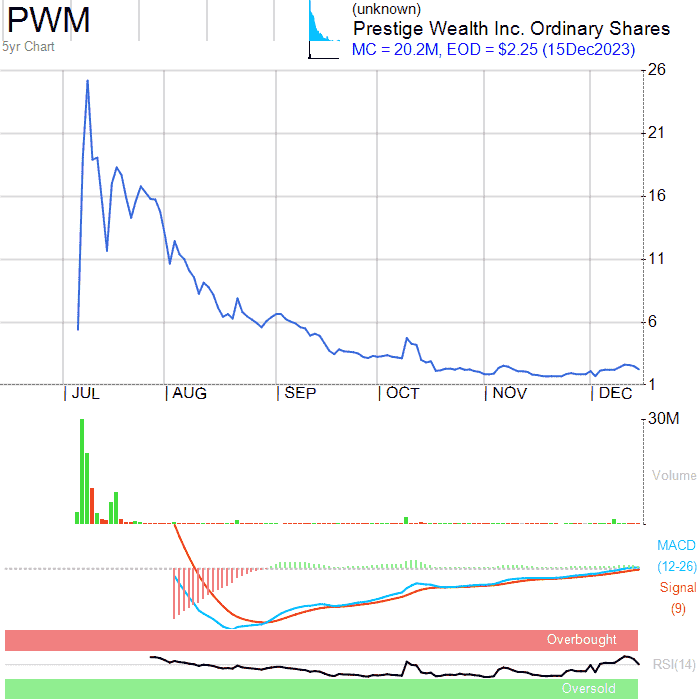 PWM
5yr Chart
(unknown)
Prestige Wealth Inc. Ordinary Shares
MC = 20.2M, EOD = $2.25 (15Dec2023)
26
21
16
11
6
1
JUL AUG SEP OCT NOV DEC
30M
Volume
MACD
(12-26)
Signal
(9)
Overbought
RSI(14)
Oversold